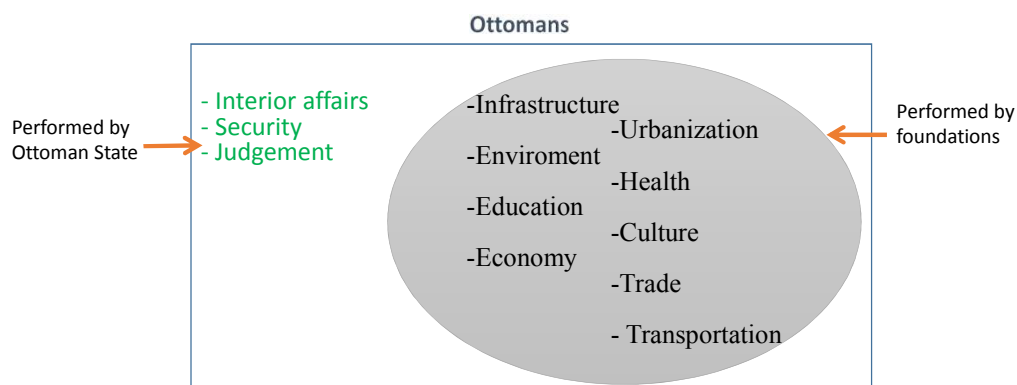 Ottomans
Performed by
Ottoman State
- Interior affairs
- Security
- Judgement
-Infrastructure
-Urbanization
-Enviroment
-Health
-Education
-Culture
-Economy
-Trade
- Transportation
Performed by
foundations